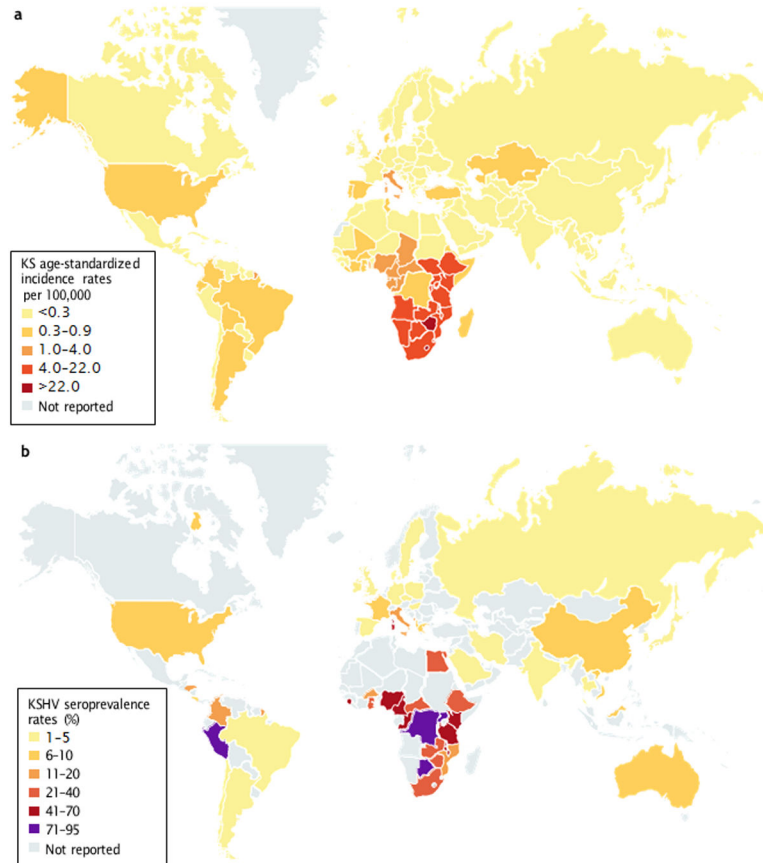 a
KS age-standardized
incidence rates
per 100,000
<0.3
0.3–0.9
1.0–4.0
4.0–22.0
>22.0
Not reported
b
KSHV seroprevalence
rates (%)
1–5
6–10
11–20
21–40
41–70
71–95
Not reported